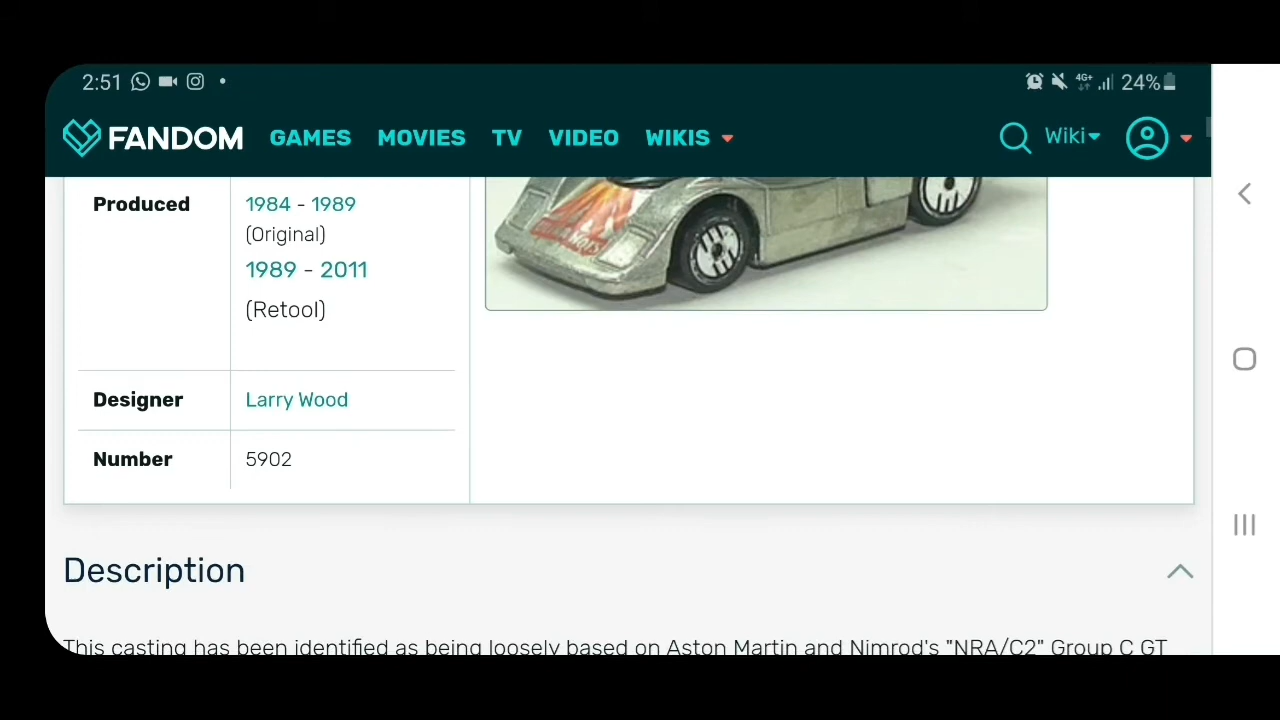 2:51 4G+ 24%
FANDOM GAMES MOVIES TV VIDEO WIKIS Wiki
Produced 1984 - 1989
(Original)
1989 - 2011
(Retool)
Designer Larry Wood
Number 5902
Description
This casting has been identified as being loosely based on Aston Martin and Nimrod's "NRA/C2" Group C GT